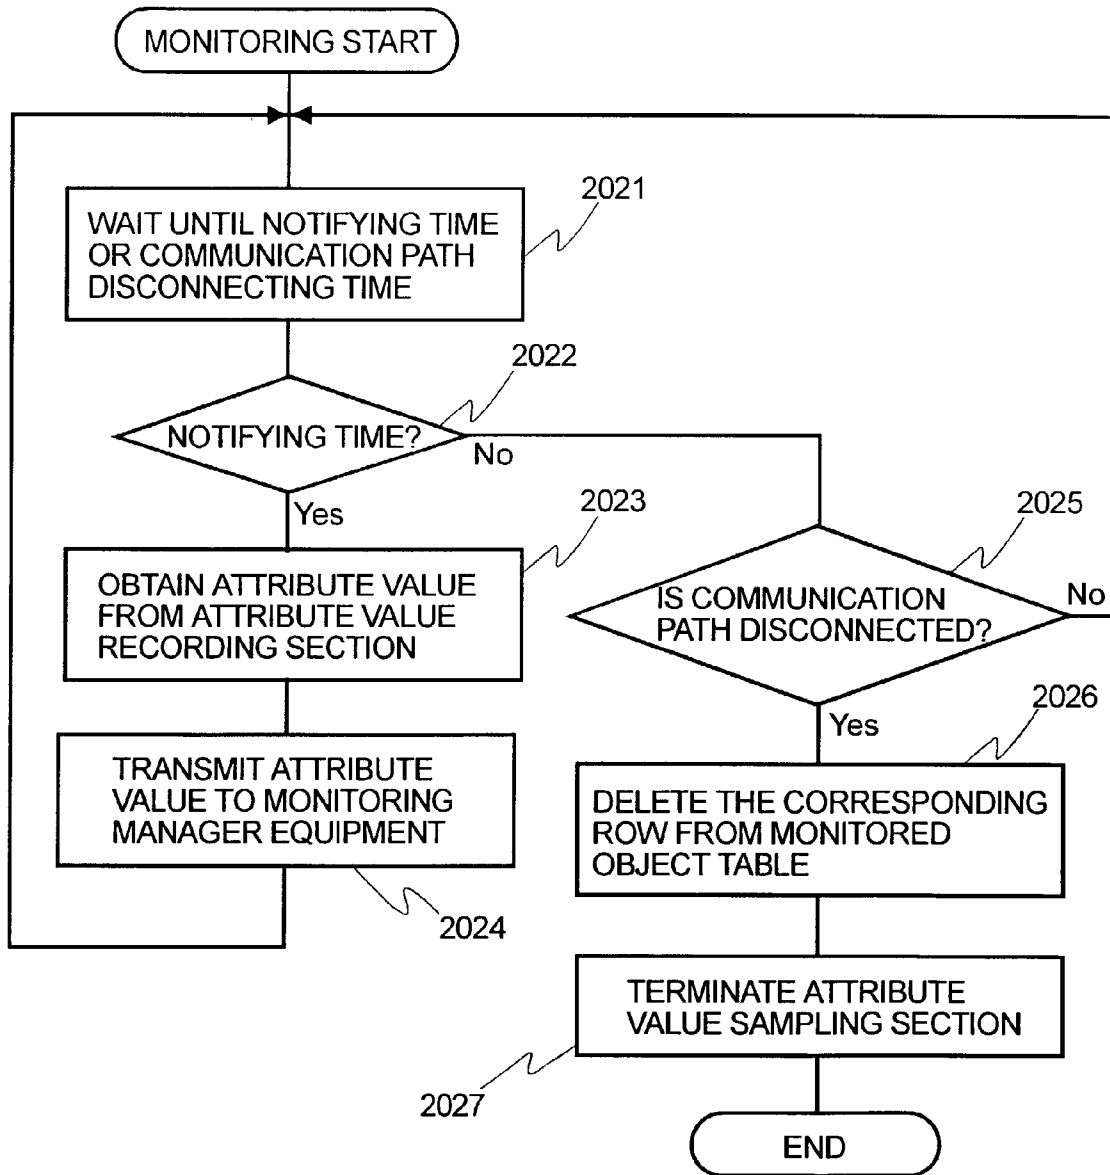 MONITORING START
2021
WAIT UNTIL NOTIFYING TIME
OR COMMUNICATION PATH
DISCONNECTING TIME
2022
NOTIFYING TIME?
No
Yes
2023
OBTAIN ATTRIBUTE VALUE
FROM ATTRIBUTE VALUE
RECORDING SECTION
2025
IS COMMUNICATION
PATH DISCONNECTED?
No
Yes
2026
TRANSMIT ATTRIBUTE
VALUE TO MONITORING
MANAGER EQUIPMENT
2024
DELETE THE CORRESPONDING
ROW FROM MONITORED
OBJECT TABLE
TERMINATE ATTRIBUTE
VALUE SAMPLING SECTION
2027
END